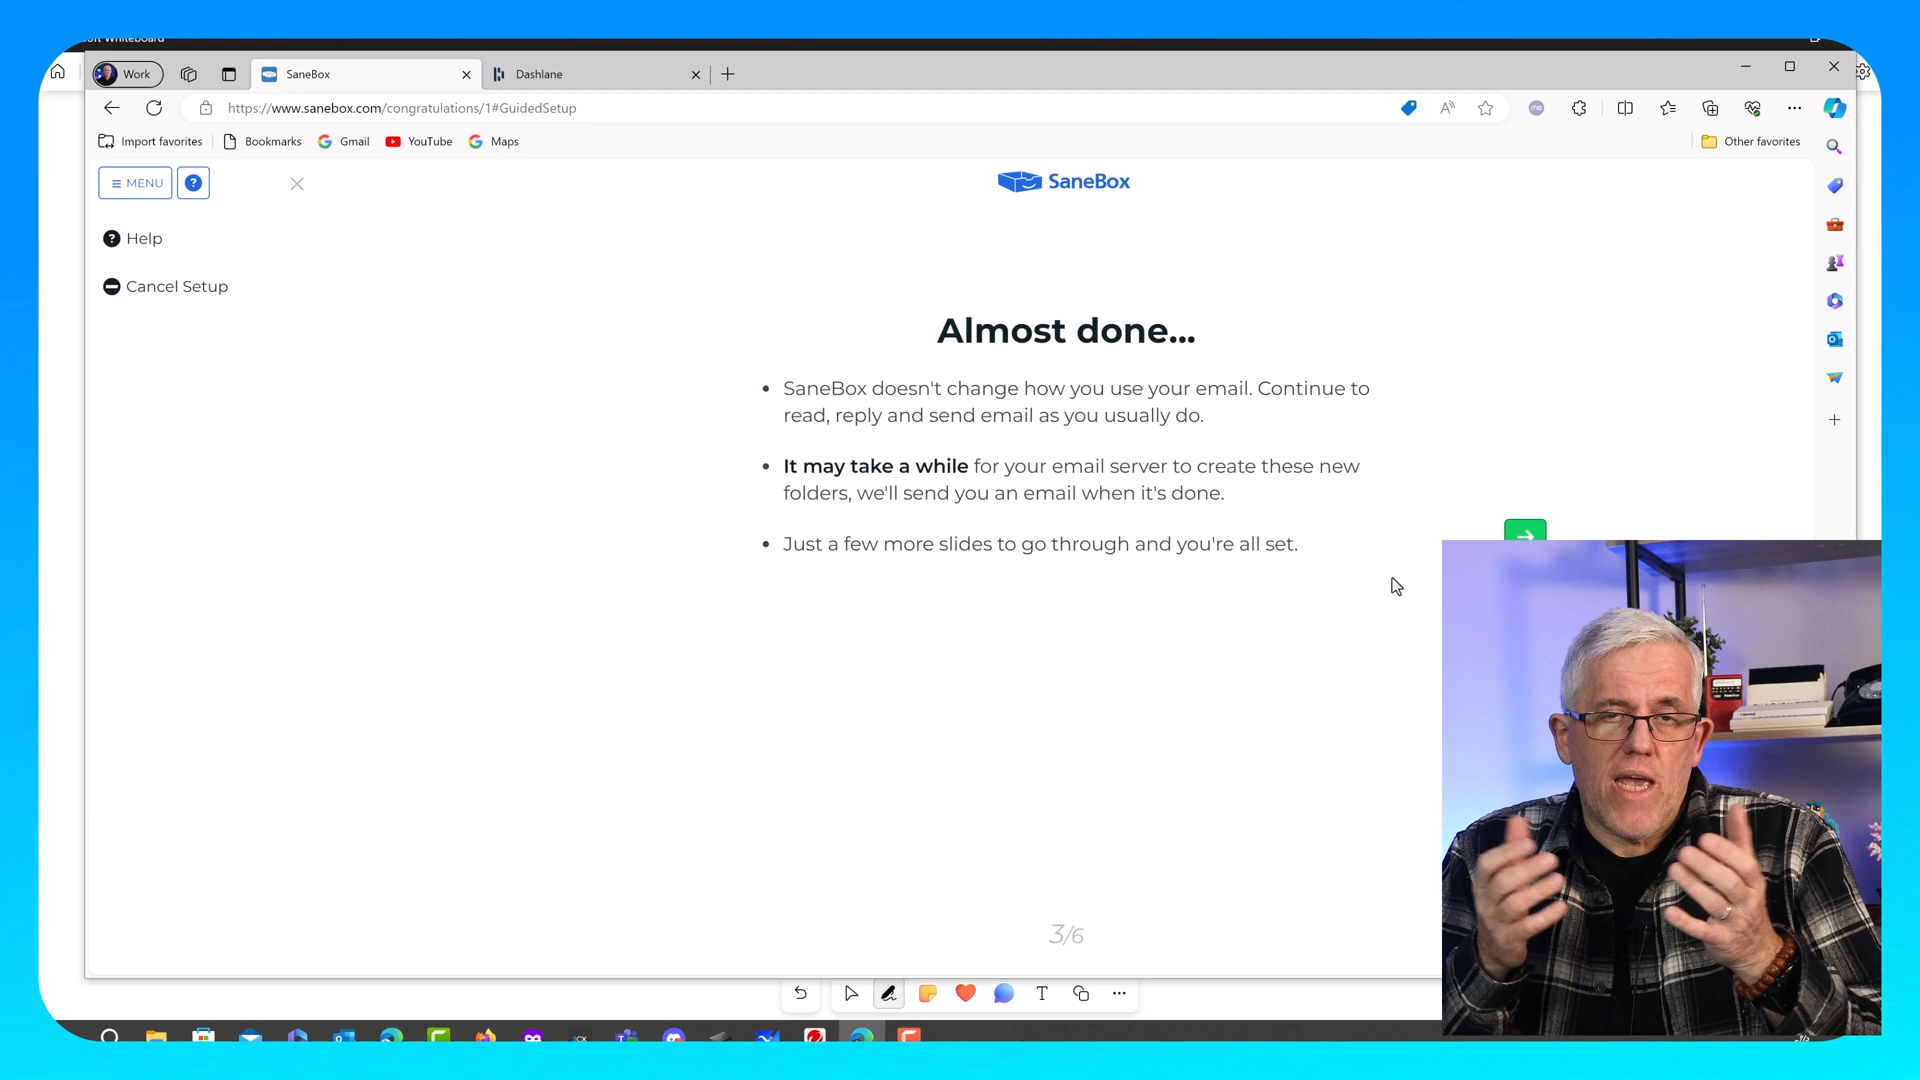 Whiteboard
Work
SaneBox
Dashlane
https://www.sanebox.com/congratulations/1#GuidedSetup
Import favorites
Bookmarks
Gmail
YouTube
Maps
Other favorites
MENU
SaneBox
Help
Cancel Setup
Almost done...
SaneBox doesn't change how you use your email. Continue to
read, reply and send email as you usually do.
It may take a while for your email server to create these new
folders, we'll send you an email when it's done.
Just a few more slides to go through and you're all set.
3/6